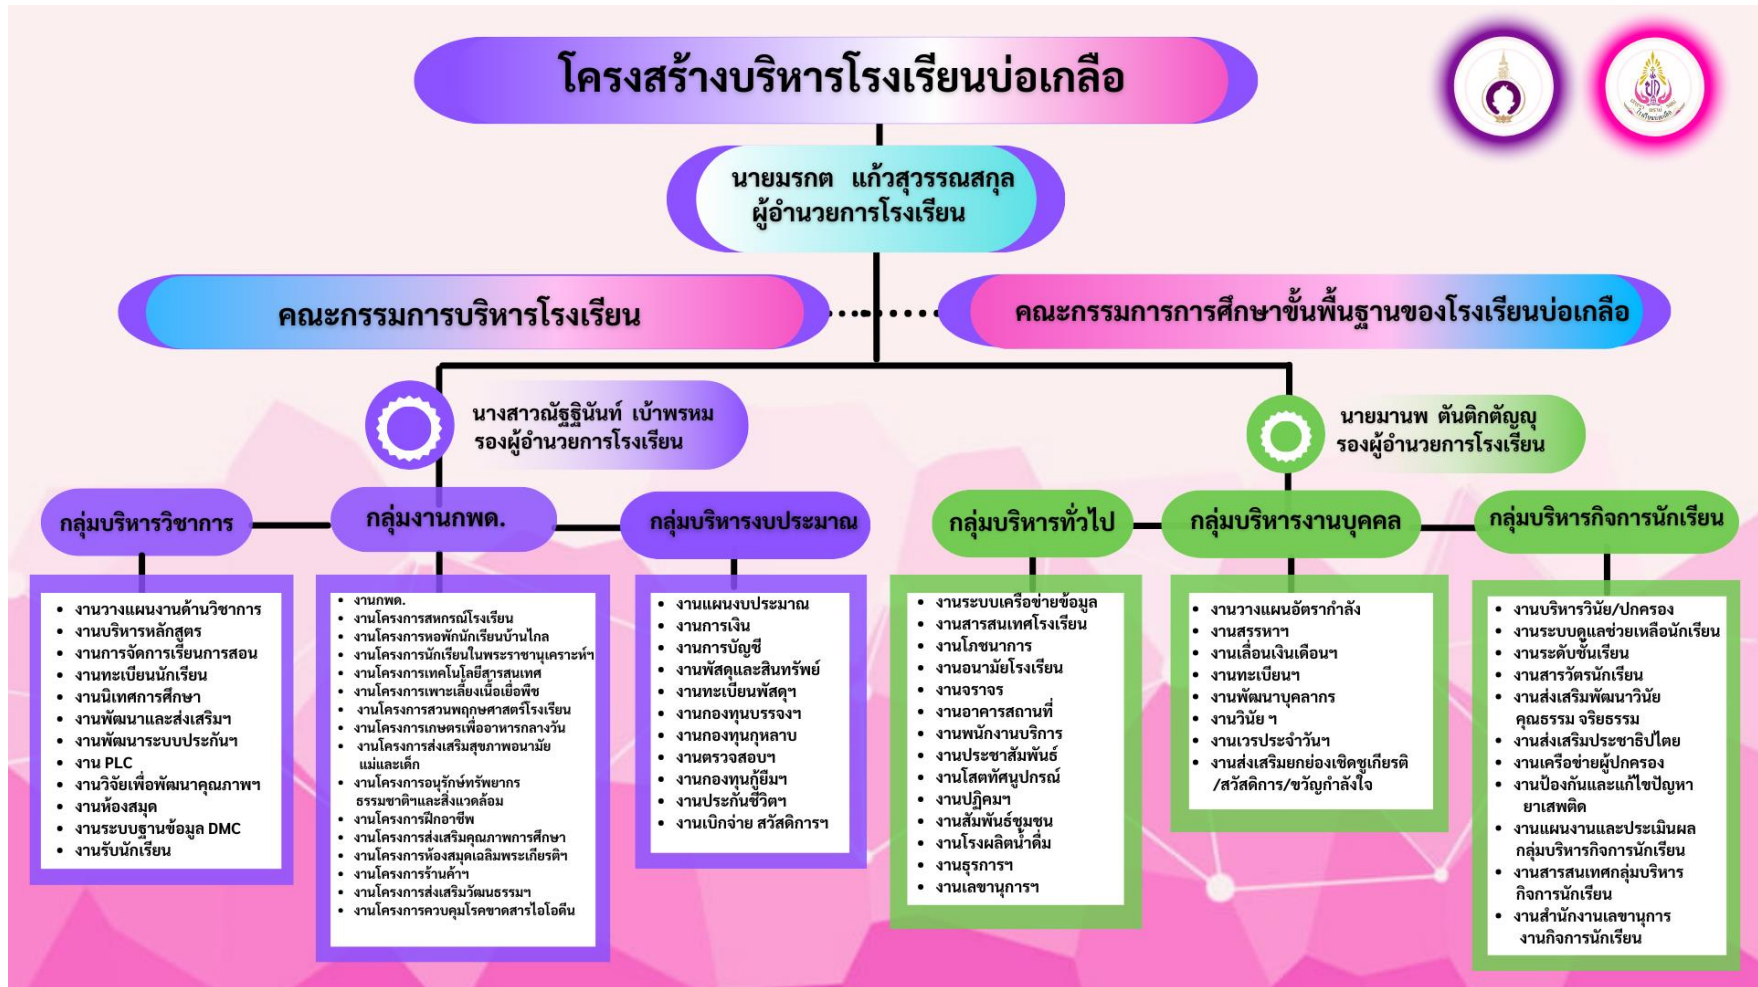 โครงสร้างบริหารโรงเรียนบ่อเกลือ
นายมรกต แก้วสุวรรณสกุล
ผู้อำนวยการโรงเรียน
คณะกรรมการบริหารโรงเรียน
คณะกรรมการการศึกษาขั้นพื้นฐานของโรงเรียนบ่อเกลือ
นางสาวณัฐฐินันท์ เบ้าพรหม
รองผู้อำนวยการโรงเรียน
นายมานพ ตันติกตัญญุ
รองผู้อำนวยการโรงเรียน
กลุ่มบริหารวิชาการ
กลุ่มงานกพด.
กลุ่มบริหารงบประมาณ
กลุ่มบริหารทั่วไป
กลุ่มบริหารงานบุคคล
กลุ่มบริหารกิจการนักเรียน
• งานวางแผนงานด้านวิชาการ
• งานบริหารหลักสูตร
• งานการจัดการเรียนการสอน
• งานทะเบียนนักเรียน
• งานนิเทศการศึกษา
• งานพัฒนาและส่งเสริมฯ
• งานพัฒนาระบบประกันฯ
• งาน PLC
• งานวิจัยเพื่อพัฒนาคุณภาพฯ
• งานห้องสมุด
• งานระบบฐานข้อมูล DMC
• งานรับนักเรียน
• งานกพด.
• งานโครงการสหกรณ์โรงเรียน
• งานโครงการหอพักนักเรียนบ้านไกล
• งานโครงการนักเรียนในพระราชานุเคราะห์ฯ
• งานโครงการเทคโนโลยีสารสนเทศ
• งานโครงการเพาะเลี้ยงเนื้อเยื่อพืช
• งานโครงการสวนพฤกษศาสตร์โรงเรียน
• งานโครงการเกษตรเพื่ออาหารกลางวัน
• งานโครงการส่งเสริมสุขภาพอนามัย
แม่และเด็ก
• งานโครงการอนุรักษ์ทรัพยากร
ธรรมชาติฯและสิ่งแวดล้อม
• งานโครงการฝึกอาชีพ
• งานโครงการส่งเสริมคุณภาพการศึกษา
• งานโครงการห้องสมุดเฉลิมพระเกียรติฯ
• งานโครงการร้านค้าฯ
• งานโครงการส่งเสริมวัฒนธรรมฯ
• งานโครงการควบคุมโรคขาดสารไอโอดีน
• งานแผนงบประมาณ
• งานการเงิน
• งานการบัญชี
• งานพัสดุและสินทรัพย์
• งานทะเบียนพัสดุฯ
• งานกองทุนบรรจงฯ
• งานกองทุนกุหลาบ
• งานตรวจสอบฯ
• งานกองทุนกู้ยืมฯ
• งานประกันชีวิตฯ
• งานเบิกจ่าย สวัสดิการฯ
• งานระบบเครือข่ายข้อมูล
• งานสารสนเทศโรงเรียน
• งานโภชนาการ
• งานอนามัยโรงเรียน
• งานจราจร
• งานอาคารสถานที่
• งานพนักงานบริการ
• งานประชาสัมพันธ์
• งานโสตทัศนูปกรณ์
• งานปฏิคมฯ
• งานสัมพันธ์ชุมชน
• งานโรงผลิตน้ำดื่ม
• งานธุรการฯ
• งานเลขานุการฯ
• งานวางแผนอัตรากำลัง
• งานสรรหาฯ
• งานเลื่อนเงินเดือนฯ
• งานทะเบียนฯ
• งานพัฒนาบุคลากร
• งานวินัย ฯ
• งานเวรประจำวันฯ
• งานส่งเสริมยกย่องเชิดชูเกียรติ
/สวัสดิการ/ขวัญกำลังใจ
• งานบริหารวินัย/ปกครอง
• งานระบบดูแลช่วยเหลือนักเรียน
• งานระดับชั้นเรียน
• งานสารวัตรนักเรียน
• งานส่งเสริมพัฒนาวินัย
คุณธรรม จริยธรรม
• งานส่งเสริมประชาธิปไตย
• งานเครือข่ายผู้ปกครอง
• งานป้องกันและแก้ไขปัญหา
ยาเสพติด
• งานแผนงานและประเมินผล
กลุ่มบริหารกิจการนักเรียน
• งานสารสนเทศกลุ่มบริหาร
กิจการนักเรียน
• งานสำนักงานเลขานุการ
งานกิจการนักเรียน